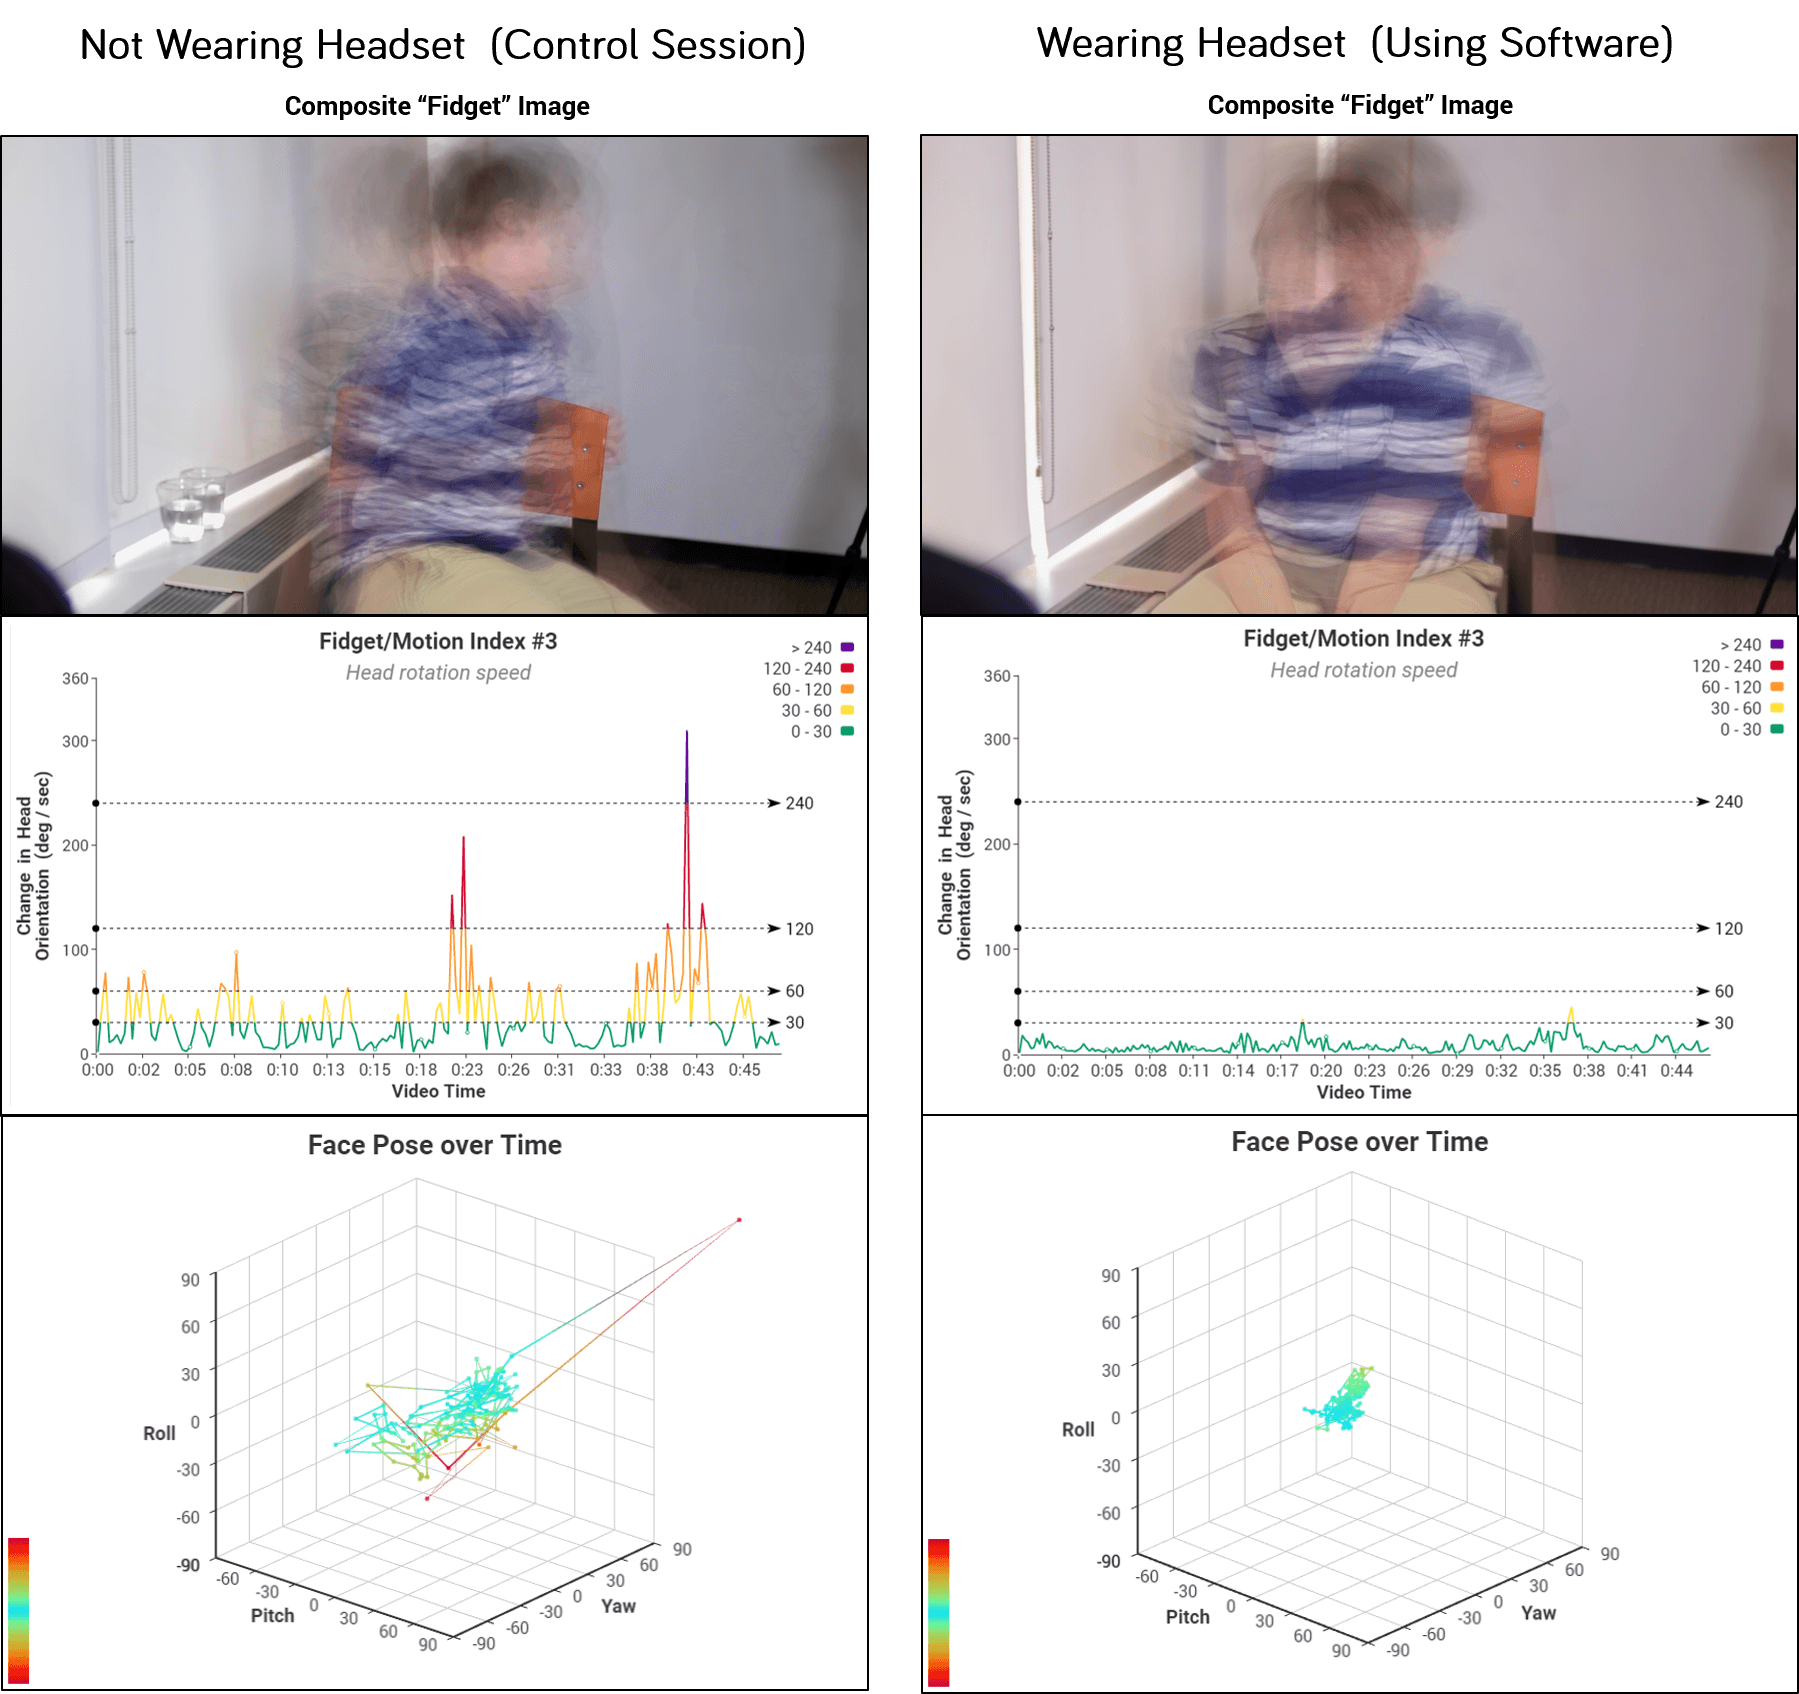 Not Wearing Headset (Control Session)
Composite “Fidget” Image
Fidget/Motion Index #3
Head rotation speed
> 240
120 - 240
60 - 120
30 - 60
0 - 30
Change in Head
Orientation (deg / sec)
360
300
200
100
0
240
120
60
30
0:00 0:02 0:05 0:08 0:10 0:13 0:15 0:18 0:23 0:26 0:31 0:33 0:38 0:43 0:45
Video Time
Face Pose over Time
90
60
30
0
-30
-60
-90
Roll
-60 -30 0 30 60 90
Pitch
-90 -60 -30 0 30 60 90
Yaw
Wearing Headset (Using Software)
Composite “Fidget” Image
Fidget/Motion Index #3
Head rotation speed
> 240
120 - 240
60 - 120
30 - 60
0 - 30
Change in Head
Orientation (deg / sec)
360
300
200
100
0
240
120
60
30
0:00 0:02 0:05 0:08 0:11 0:14 0:17 0:20 0:23 0:26 0:29 0:32 0:35 0:38 0:41 0:44
Video Time
Face Pose over Time
90
60
30
0
-30
-60
-90
Roll
-60 -30 0 30 60 90
Pitch
-90 -60 -30 0 30 60 90
Yaw